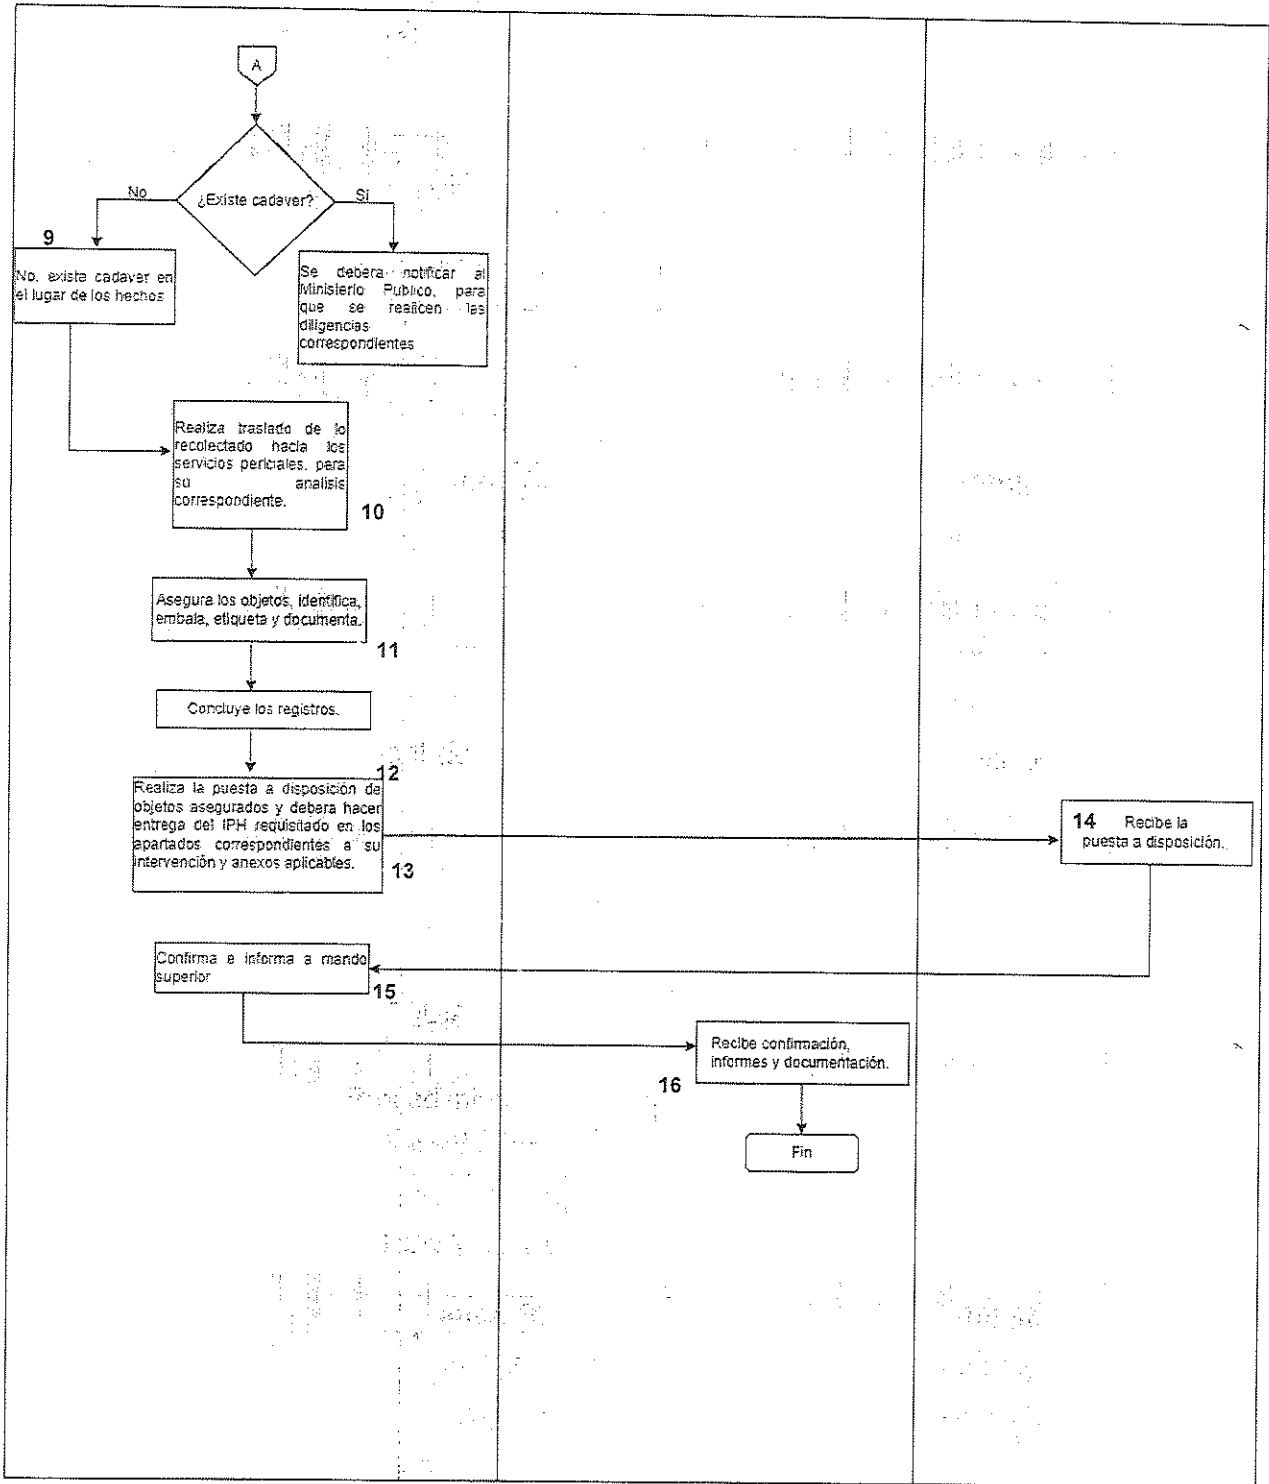 A
¿Existe cadaver?
No
Si
9
No, existe cadaver en
el lugar de los hechos
Se debera notificar al
Ministerio Publico, para
que se realicen las
diligencias
correspondientes
Realiza traslado de lo
recolectado hacia los
servicios periciales, para
su analisis
correspondiente.
10
Asegura los objetos, identifica,
embala, etiqueta y documenta.
11
Concluye los registros.
12
Realiza la puesta a disposición de
objetos asegurados y debera hacer
entrega del IPH requisitado en los
apartados correspondientes a su
intervención y anexos aplicables.
13
14 Recibe la
puesta a disposición.
Confirma e informa a mando
superior
15
Recibe confirmación,
informes y documentación.
16
Fin